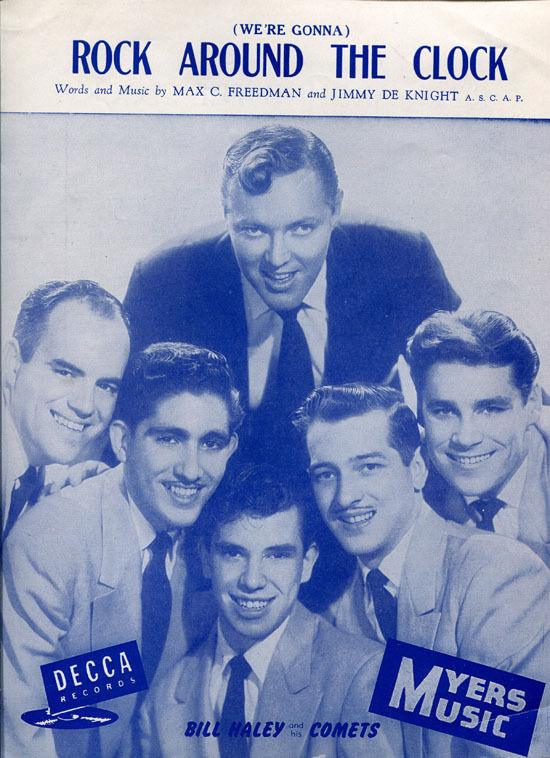 (WE'RE GONNA)
ROCK AROUND THE CLOCK
Words and Music by MAX C. FREEDMAN and JIMMY DE KNIGHT A. S. C. A. P.
DECCA
RECORDS
MYERS
MUSIC
BILL HALEY and his COMETS